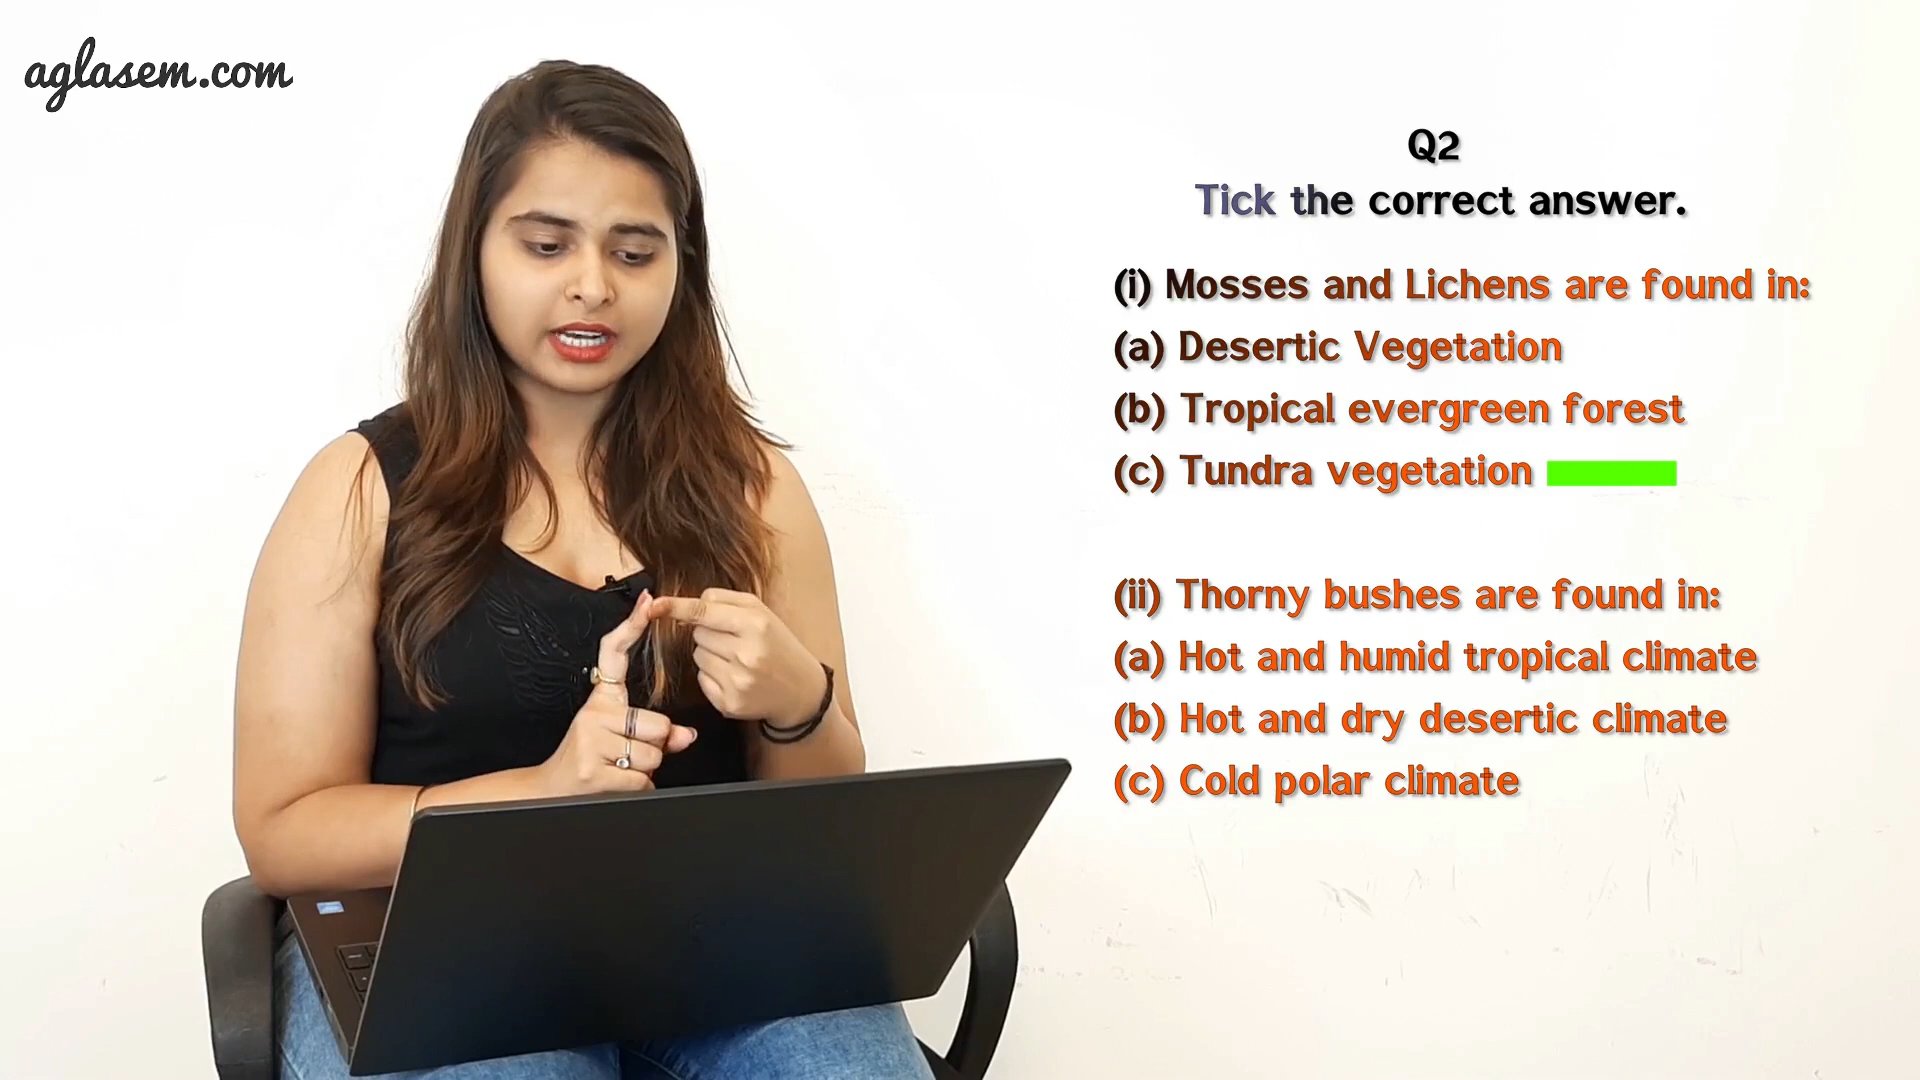 aglasem.com
Q2
Tick the correct answer.
(i) Mosses and Lichens are found in:
(a) Desertic Vegetation
(b) Tropical evergreen forest
(c) Tundra vegetation
(ii) Thorny bushes are found in:
(a) Hot and humid tropical climate
(b) Hot and dry desertic climate
(c) Cold polar climate